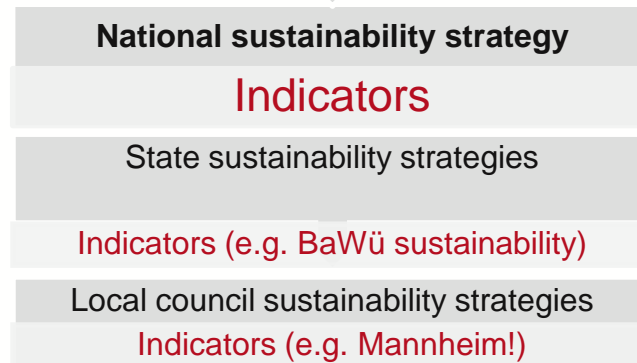 National sustainability strategy
Indicators
State sustainability strategies
Indicators (e.g. BaWü sustainability)
Local council sustainability strategies
Indicators (e.g. Mannheim!)